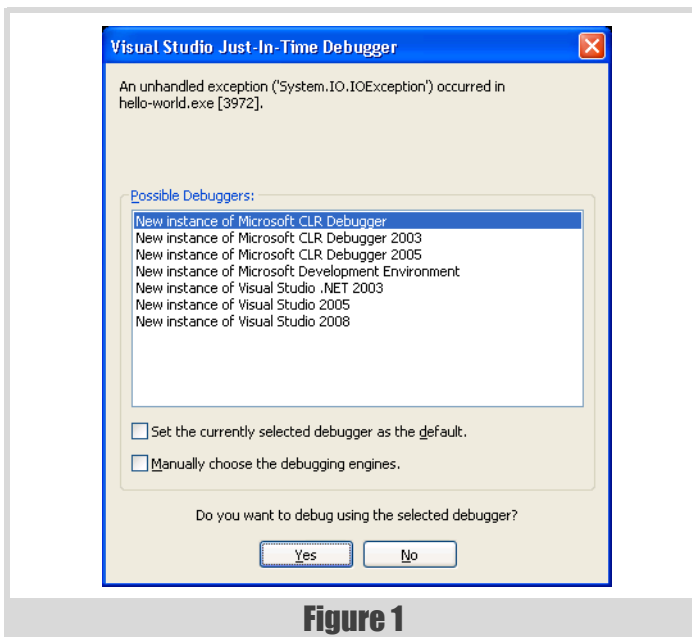 Visual Studio Just-In-Time Debugger
An unhandled exception ('System.IO.IOException') occurred in
hello-world.exe [3972].
Possible Debuggers:
New instance of Microsoft CLR Debugger
New instance of Microsoft CLR Debugger 2003
New instance of Microsoft CLR Debugger 2005
New instance of Microsoft Development Environment
New instance of Visual Studio .NET 2003
New instance of Visual Studio 2005
New instance of Visual Studio 2008
Set the currently selected debugger as the default.
Manually choose the debugging engines.
Do you want to debug using the selected debugger?
Yes No
Figure 1